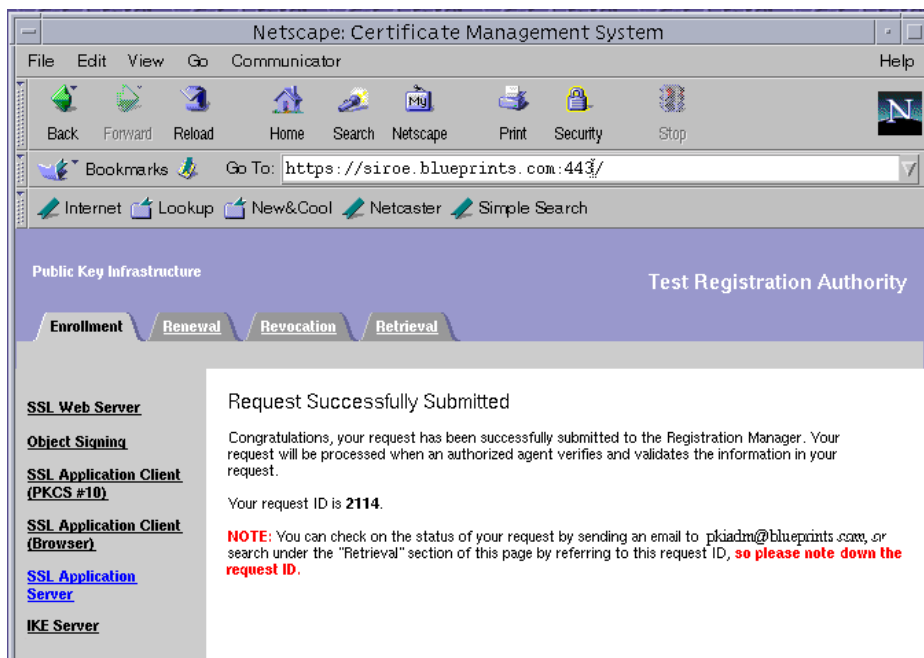 Netscape: Certificate Management System
File Edit View Go Communicator Help
My N
Back Forward Reload Home Search Netscape Print Security Stop
Bookmarks Go To: https://siroe.blueprints.com:443/
Internet Lookup New&Cool Netcaster Simple Search
Public Key Infrastructure
Test Registration Authority
Enrollment Renewal Revocation Retrieval
SSL Web Server
Object Signing
SSL Application Client
(PKCS #10)
SSL Application Client
(Browser)
SSL Application
Server
IKE Server
Request Successfully Submitted
Congratulations, your request has been successfully submitted to the Registration Manager. Your
request will be processed when an authorized agent verifies and validates the information in your
request.
Your request ID is 2114.
NOTE: You can check on the status of your request by sending an email to pkiadm@blueprints.com, or
search under the "Retrieval" section of this page by referring to this request ID, so please note down the
request ID.